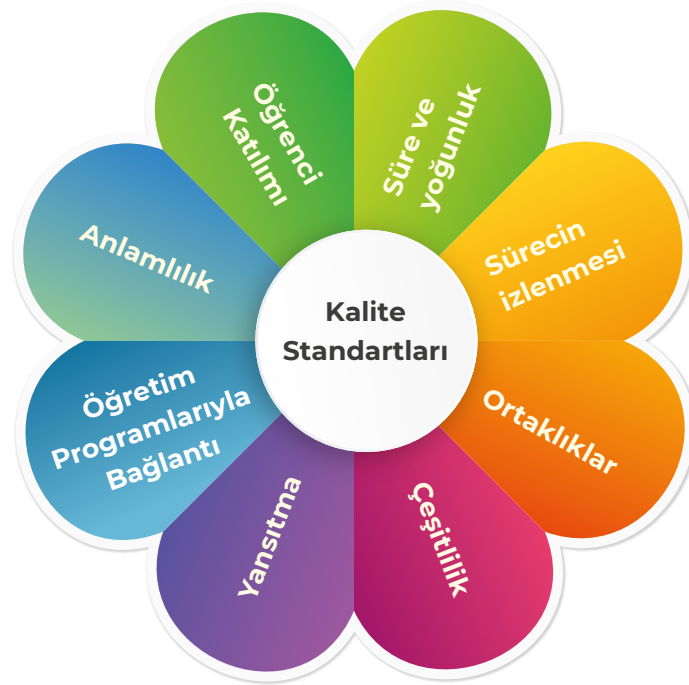 Kalite
Standartları
Öğrenci
Katılımı
Süre ve
yoğunluk
Sürecin
izlenmesi
Ortaklıklar
Çeşitlilik
Yansıtma
Öğretim
Programlarıyla
Bağlantı
Anlamlılık